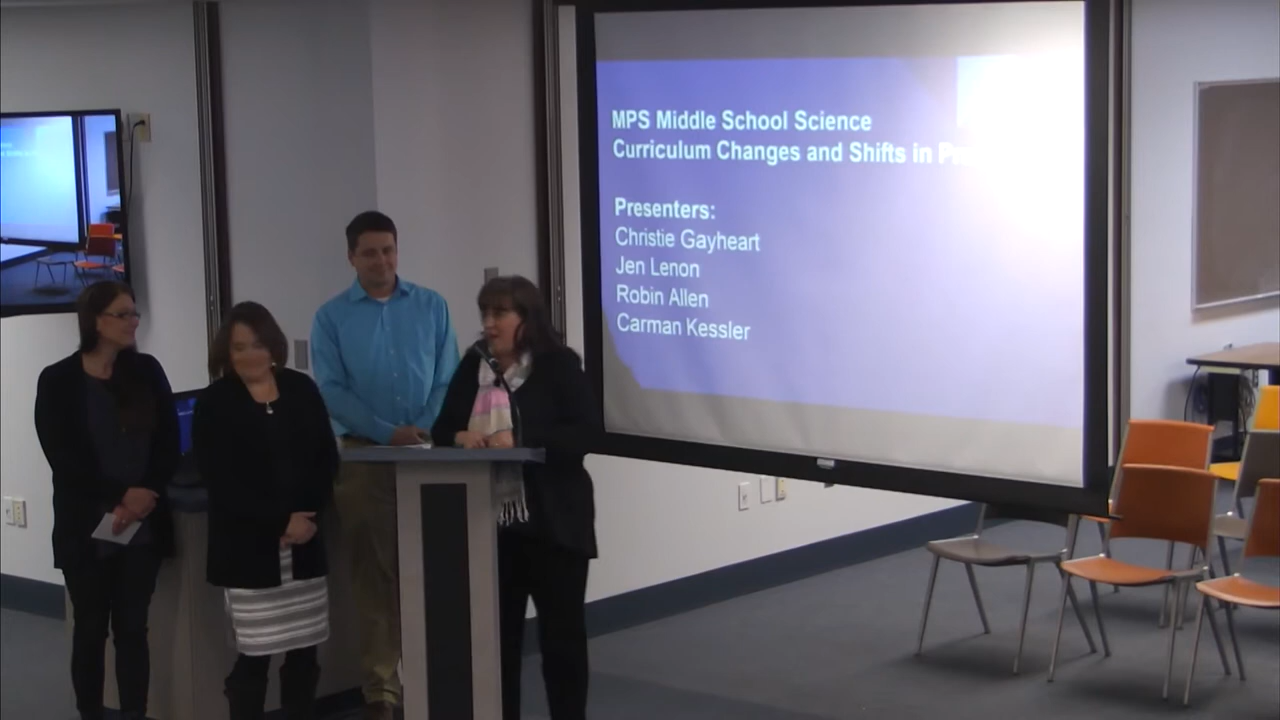 MPS Middle School Science
Curriculum Changes and Shifts in
Presenters:
Christie Gayheart
Jen Lenon
Robin Allen
Carman Kessler